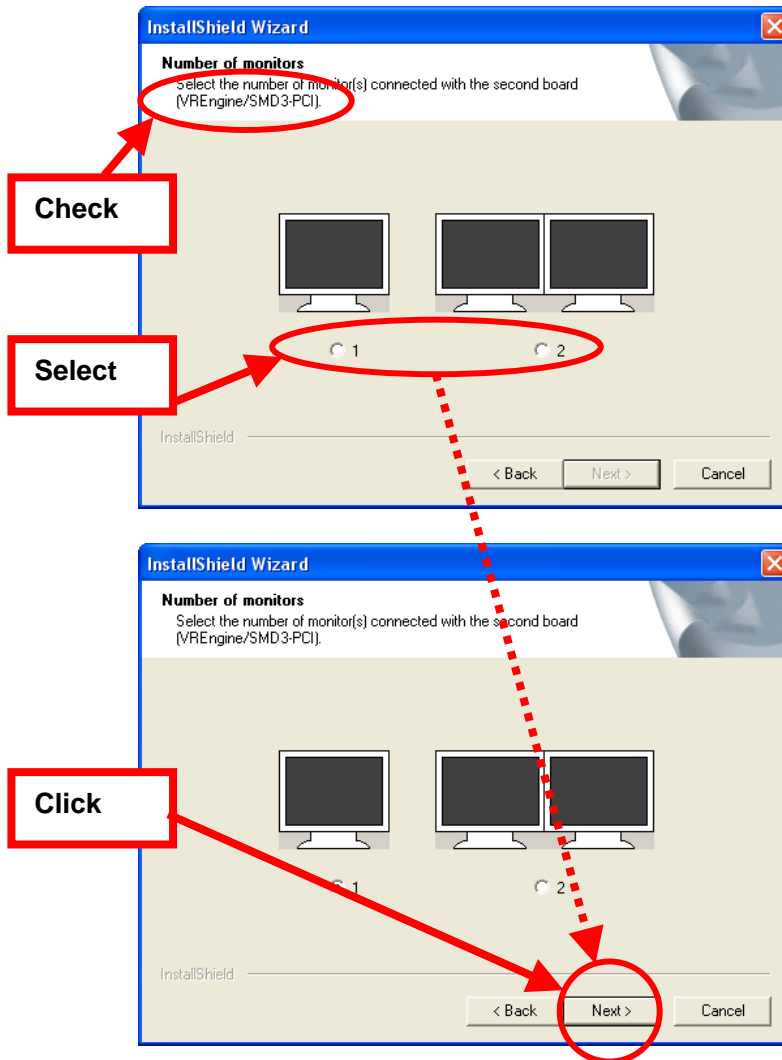 InstallShield Wizard
Number of monitors
Select the number of monitor(s) connected with the second board
(VREngine/SMD3-PCI).
Check
Select
1 2
InstallShield
< Back Next > Cancel
InstallShield Wizard
Number of monitors
Select the number of monitor(s) connected with the second board
(VREngine/SMD3-PCI).
Click
1 2
InstallShield
< Back Next > Cancel